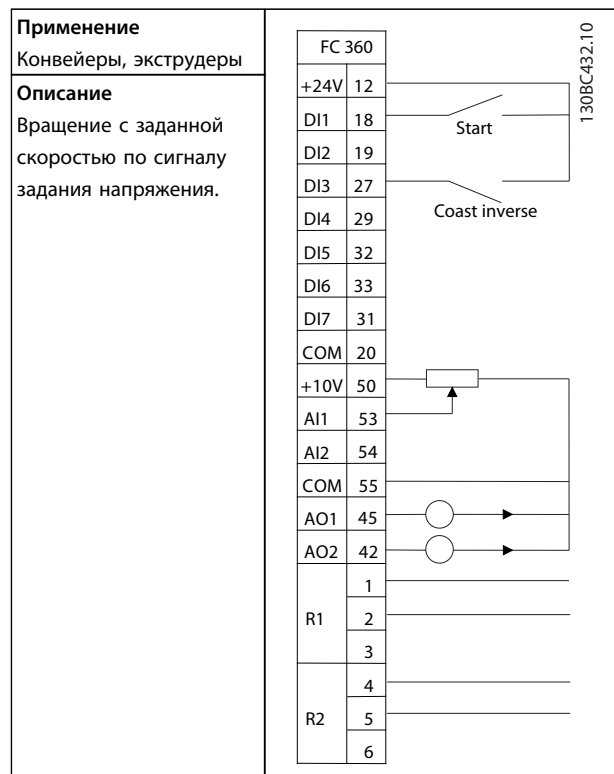 Применение
Конвейеры, экструдеры
Описание
Вращение с заданной
скоростью по сигналу
задания напряжения.
FC 360
+24V 12
DI1 18
DI2 19
DI3 27
DI4 29
DI5 32
DI6 33
DI7 31
COM 20
+10V 50
AI1 53
AI2 54
COM 55
AO1 45
AO2 42
R1
1
2
3
R2
4
5
6
Start
Coast inverse
130BC432.10